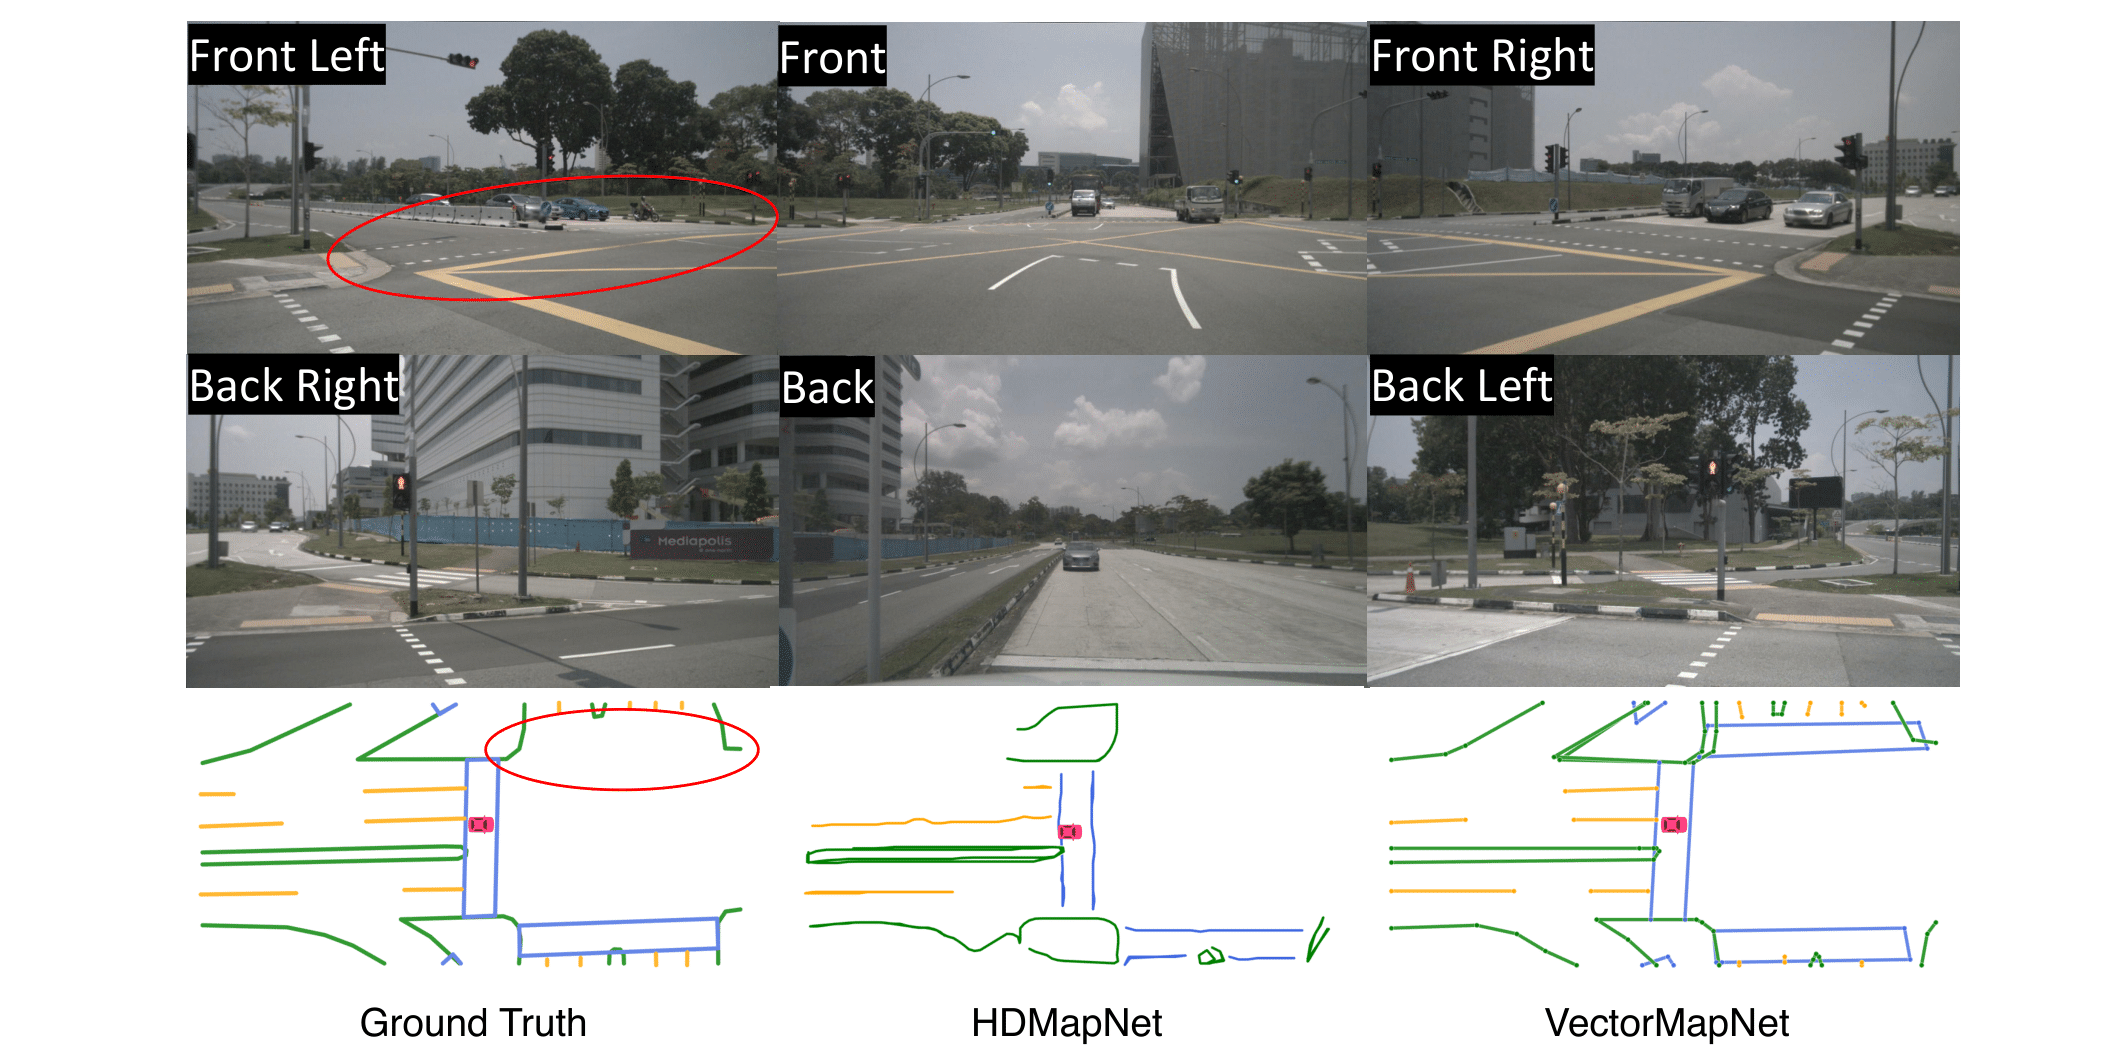 Front Left
Front
Front Right
Back Right
Back
Back Left
Mediapolis
Ground Truth
HDMapNet
VectorMapNet